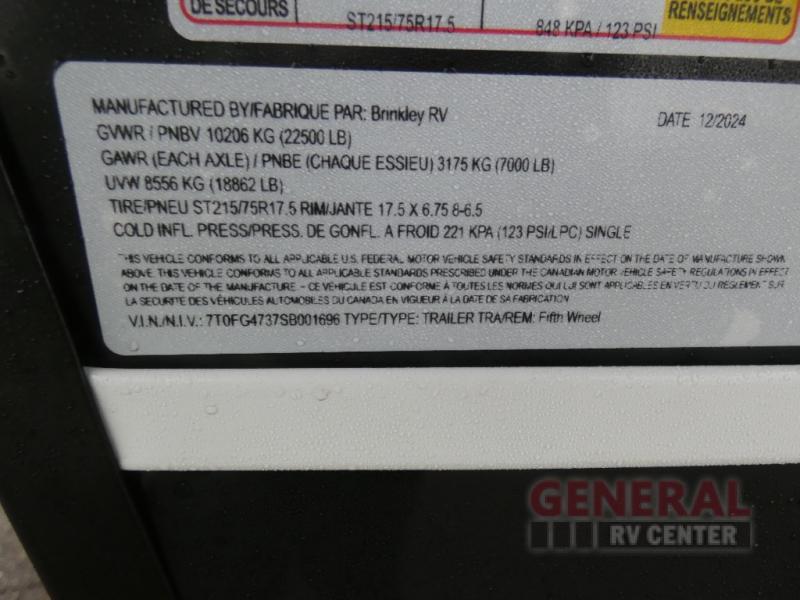 DE SECOURS
ST215/75R17.5
848 KPA / 123 PSI
RENSEIGNEMENTS
MANUFACTURED BY/FABRIQUE PAR: Brinkley RV
DATE 12/2024
GVWR / PNBV 10206 KG (22500 LB)
GAWR (EACH AXLE) / PNBE (CHAQUE ESSIEU) 3175 KG (7000 LB)
UVW 8556 KG (18862 LB)
TIRE/PNEU ST215/75R17.5 RIM/JANTE 17.5 X 6.75 8-6.5
COLD INFL. PRESS/PRESS. DE GONFL. A FROID 221 KPA (123 PSI/LPC) SINGLE
THIS VEHICLE CONFORMS TO ALL APPLICABLE U.S. FEDERAL MOTOR VEHICLE SAFETY STANDARDS IN EFFECT ON THE DATE OF MANUFACTURE SHOWN
ABOVE. THIS VEHICLE CONFORMS TO ALL APPLICABLE STANDARDS PRESCRIBED UNDER THE CANADIAN MOTOR VEHICLE SAFETY REGULATIONS IN EFFECT
ON THE DATE OF THE MANUFACTURE - CE VÉHICULE EST CONFORME À TOUTES LES NORMES QUI LUI SONT APPLICABLES EN VERTU DU RÈGLEMENT SUR
LA SECURITE DES VÉHICULES AUTOMOBILES DU CANADA EN VIGUEUR À LA DATE DE SA FABRICATION
V.I.N./N.I.V.: 7T0FG4737SB001696 TYPE/TYPE: TRAILER TRA/REM: Fifth Wheel
GENERAL
RV CENTER